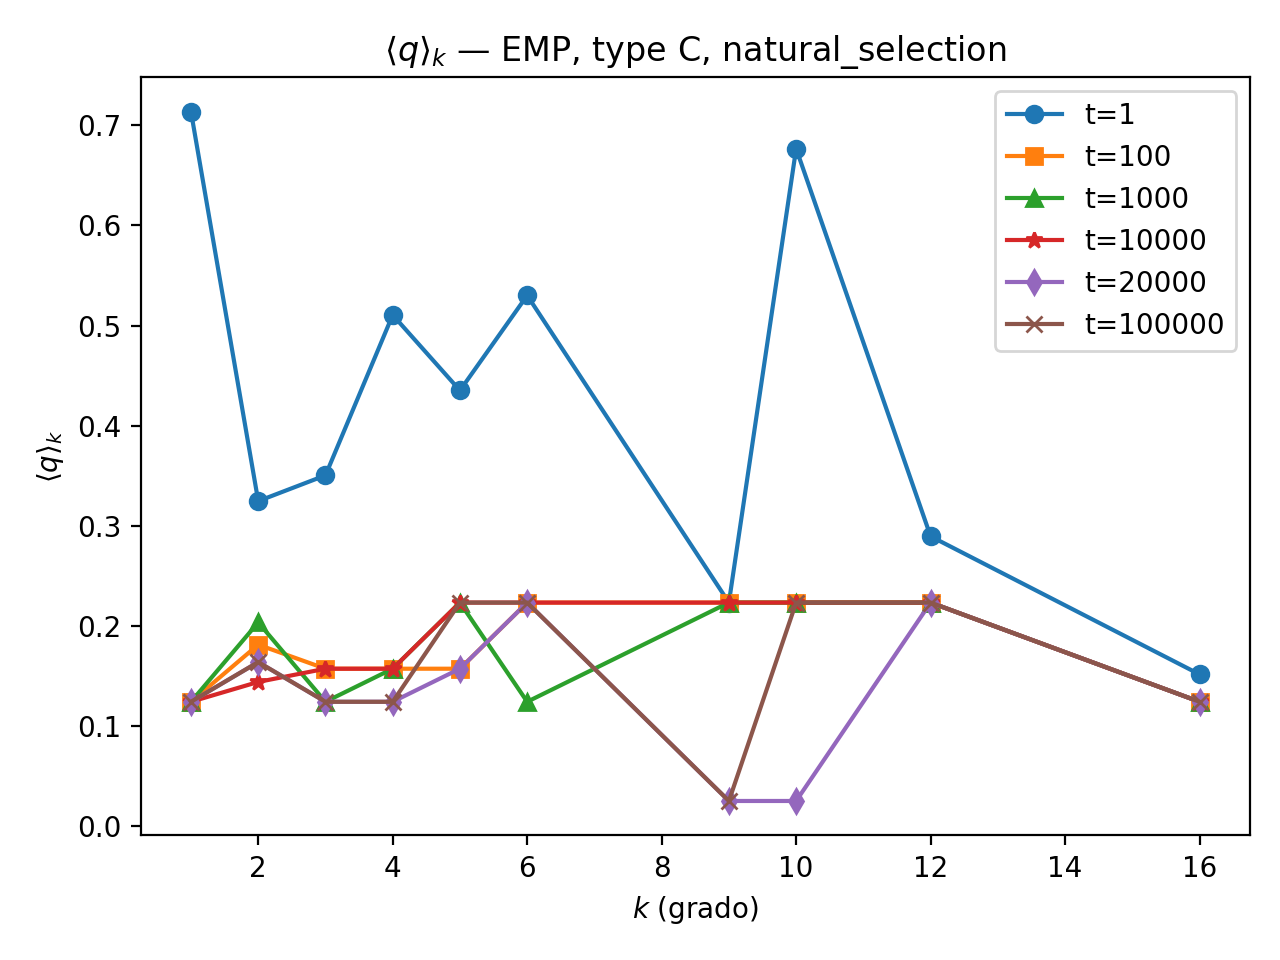 ⟨q⟩k — EMP, type C, natural_selection
t=1
t=100
t=1000
t=10000
t=20000
t=100000
0.7
0.6
0.5
0.4
0.3
0.2
0.1
0.0
⟨q⟩k
2 4 6 8 10 12 14 16
k (grado)